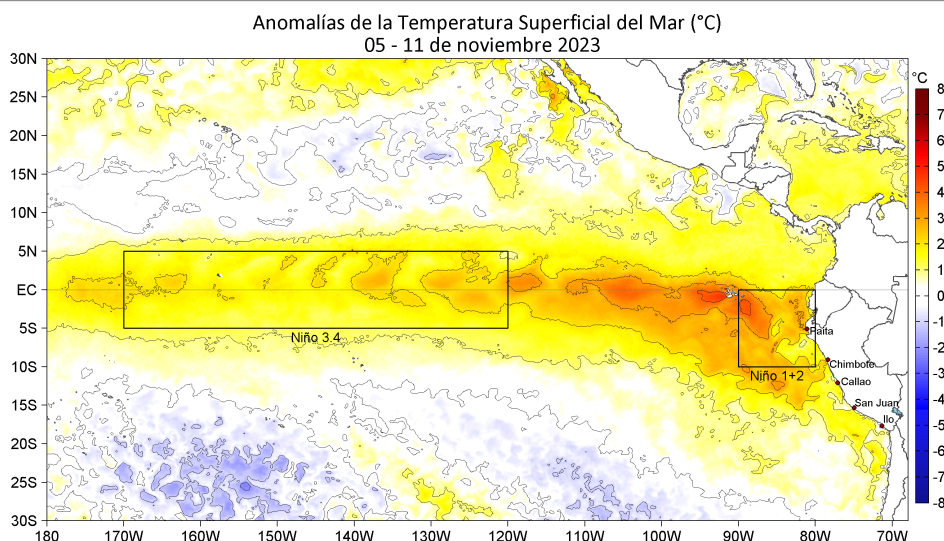 Anomalías de la Temperatura Superficial del Mar (°C)
05 - 11 de noviembre 2023
30N
25N
20N
15N
10N
5N
EC
5S
10S
15S
20S
25S
30S
180
170W
160W
150W
140W
130W
120W
110W
100W
90W
80W
70W
Niño 3.4
Niño 1+2
Paita
Chimbote
Callao
San Juan
Ilo
°C
8
7
6
5
4
3
2
1
0
-1
-2
-3
-4
-5
-6
-7
-8